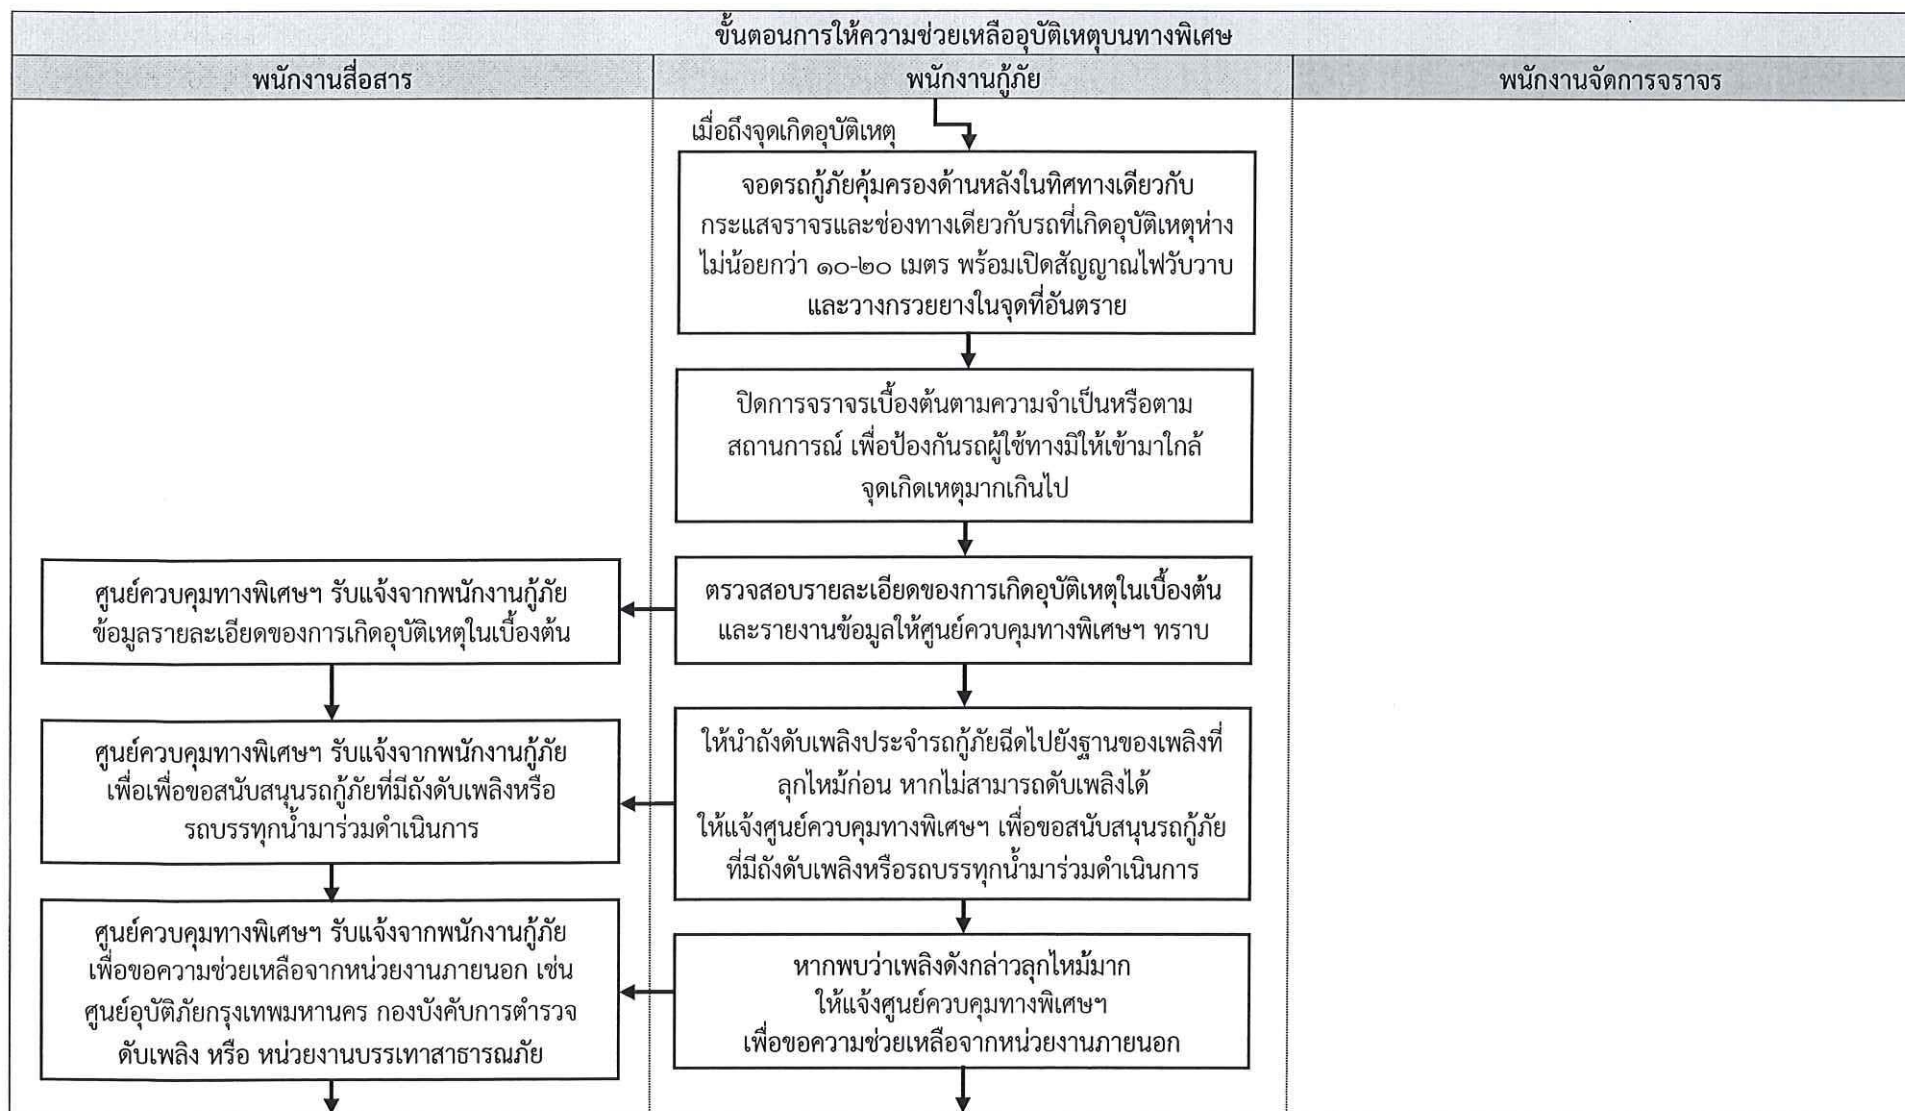 ขั้นตอนการให้ความช่วยเหลืออุบัติเหตุบนทางพิเศษ
พนักงานสื่อสาร
พนักงานกู้ภัย
พนักงานจัดการจราจร
เมื่อถึงจุดเกิดอุบัติเหตุ
จอดรถกู้ภัยคุ้มครองด้านหลังในทิศทางเดียวกับ
กระแสจราจรและช่องทางเดียวกับรถที่เกิดอุบัติเหตุห่าง
ไม่น้อยกว่า ๑๐-๒๐ เมตร พร้อมเปิดสัญญาณไฟวับวาบ
และวางกรวยยางในจุดที่อันตราย
ปิดการจราจรเบื้องต้นตามความจำเป็นหรือตาม
สถานการณ์ เพื่อป้องกันรถผู้ใช้ทางมิให้เข้ามาใกล้
จุดเกิดเหตุมากเกินไป
ตรวจสอบรายละเอียดของการเกิดอุบัติเหตุในเบื้องต้น
และรายงานข้อมูลให้ศูนย์ควบคุมทางพิเศษฯ ทราบ
ศูนย์ควบคุมทางพิเศษฯ รับแจ้งจากพนักงานกู้ภัย
ข้อมูลรายละเอียดของการเกิดอุบัติเหตุในเบื้องต้น
ให้นำถังดับเพลิงประจำรถกู้ภัยฉีดไปยังฐานของเพลิงที่
ลุกไหม้ก่อน หากไม่สามารถดับเพลิงได้
ให้แจ้งศูนย์ควบคุมทางพิเศษฯ เพื่อขอสนับสนุนรถกู้ภัย
ที่มีถังดับเพลิงหรือรถบรรทุกน้ำมาร่วมดำเนินการ
ศูนย์ควบคุมทางพิเศษฯ รับแจ้งจากพนักงานกู้ภัย
เพื่อเพื่อขอสนับสนุนรถกู้ภัยที่มีถังดับเพลิงหรือ
รถบรรทุกน้ำมาร่วมดำเนินการ
หากพบว่าเพลิงดังกล่าวลุกไหม้มาก
ให้แจ้งศูนย์ควบคุมทางพิเศษฯ
เพื่อขอความช่วยเหลือจากหน่วยงานภายนอก
ศูนย์ควบคุมทางพิเศษฯ รับแจ้งจากพนักงานกู้ภัย
เพื่อขอความช่วยเหลือจากหน่วยงานภายนอก เช่น
ศูนย์อุบัติภัยกรุงเทพมหานคร กองบังคับการตำรวจ
ดับเพลิง หรือ หน่วยงานบรรเทาสาธารณภัย